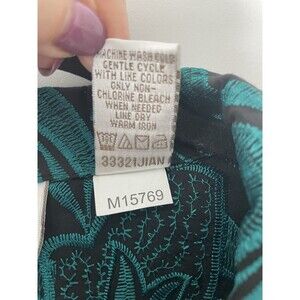 MACHINE WASH COLD
GENTLE CYCLE
WITH LIKE COLORS
ONLY NON-
CHLORINE BLEACH
WHEN NEEDED
LINE DRY
WARM IRON
33321JIAN
M15769